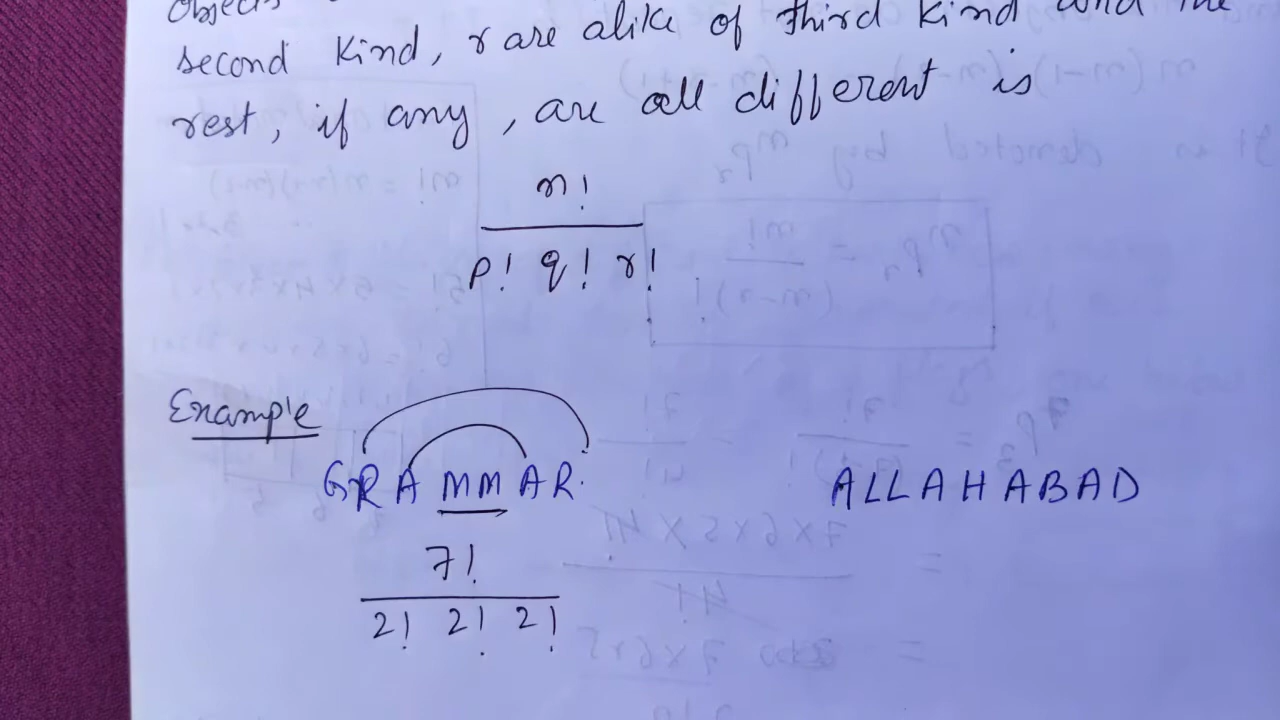 objects
second kind, r are alike of third kind and the
rest, if any, are all different is
n!
p! q! r!
Example
GRAMMAR. ALLAHABAD
7!
2! 2! 2!